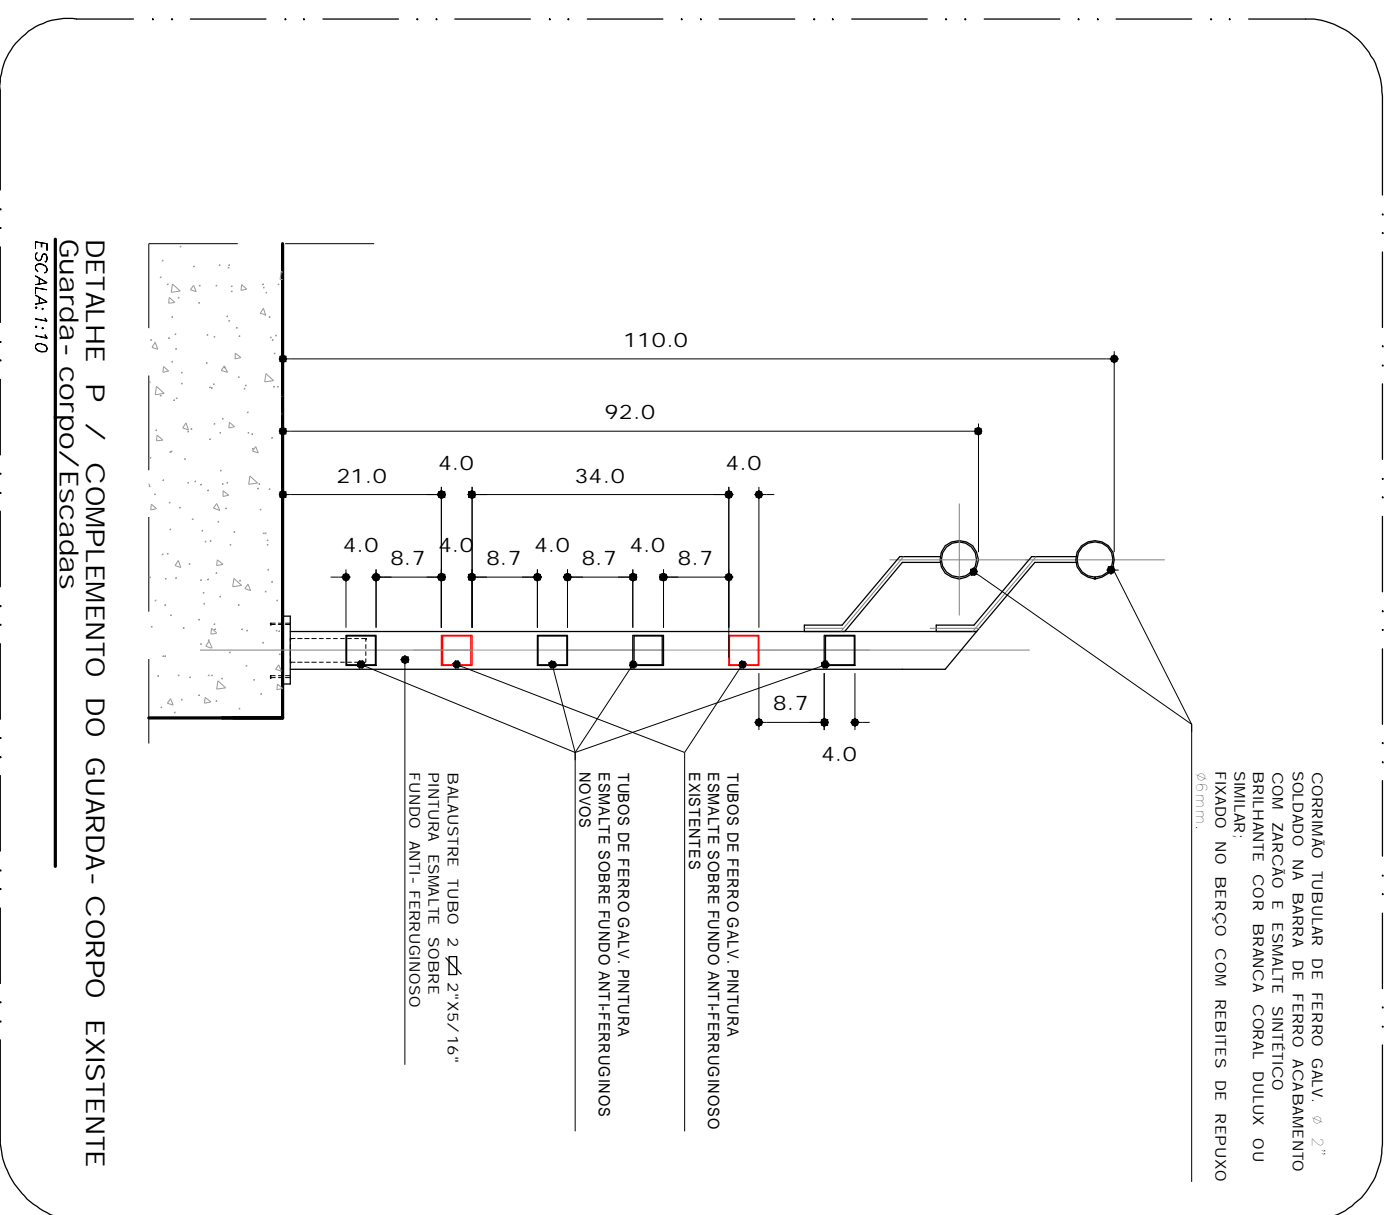 DETALHE P / COMPLEMENTO DO GUARDA-CORPO EXISTENTE
Guarda-corpo/Escadas
ESCALA:1:10
110.0
92.0
21.0
4.0
34.0
4.0
4.0
8.7
4.0
8.7
4.0
8.7
4.0
8.7
8.7
4.0
CORRIMÃO TUBULAR DE FERRO GALV. ø 2"
SOLDADO NA BARRA DE FERRO ACABAMENTO
COM ZARCÃO E ESMALTE SINTÉTICO
BRILHANTE COR BRANCA CORAL DULUX OU
SIMILAR;
FIXADO NO BERÇO COM REBITES DE REPUXO
ø6mm.
TUBOS DE FERRO GALV. PINTURA
ESMALTE SOBRE FUNDO ANTI-FERRUGINOSO
EXISTENTES
TUBOS DE FERRO GALV. PINTURA
ESMALTE SOBRE FUNDO ANTI-FERRUGINOS
NOVOS
BALAUSTRE TUBO 2 2"X5/16"
PINTURA ESMALTE SOBRE
FUNDO ANTI-FERRUGINOSO